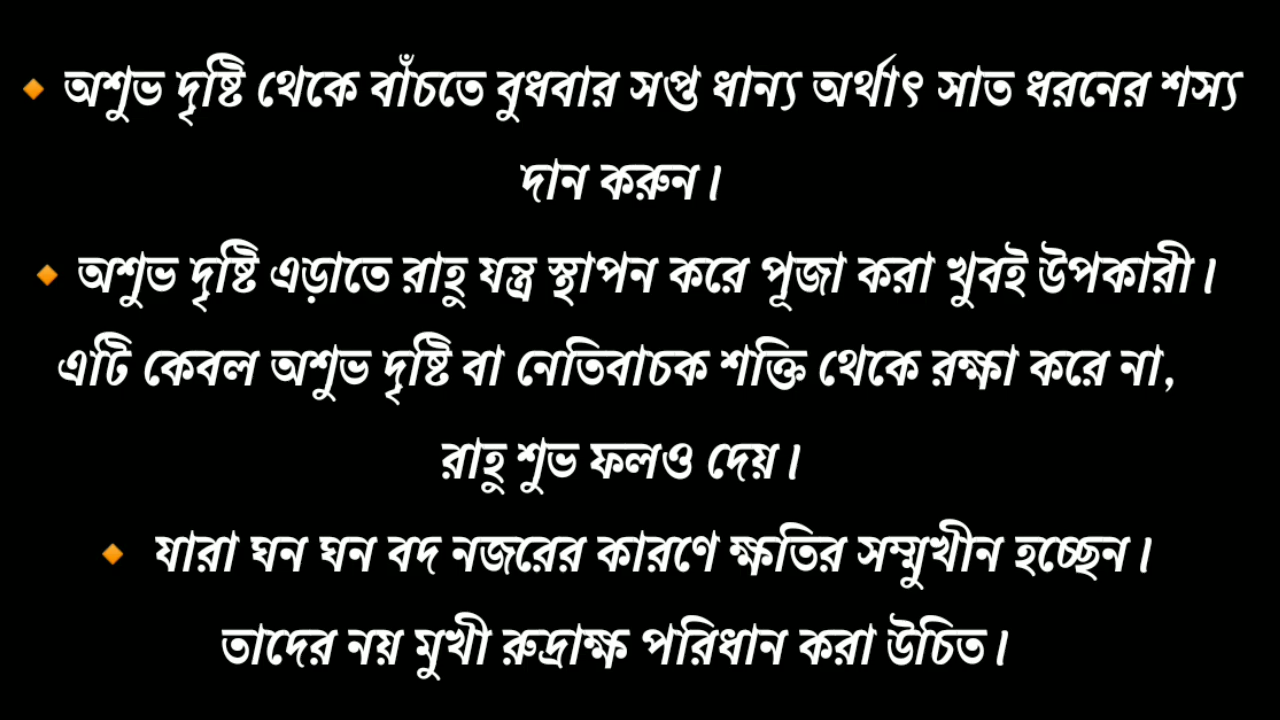 🔸 অশুভ দৃষ্টি থেকে বাঁচতে বুধবার সপ্ত ধান্য অর্থাৎ সাত ধরনের শস্য
দান করুন।
🔸 অশুভ দৃষ্টি এড়াতে রাহু যন্ত্র স্থাপন করে পূজা করা খুবই উপকারী।
এটি কেবল অশুভ দৃষ্টি বা নেতিবাচক শক্তি থেকে রক্ষা করে না,
রাহু শুভ ফলও দেয়।
🔸 যারা ঘন ঘন বদ নজরের কারণে ক্ষতির সম্মুখীন হচ্ছেন।
তাদের নয় মুখী রুদ্রাক্ষ পরিধান করা উচিত।